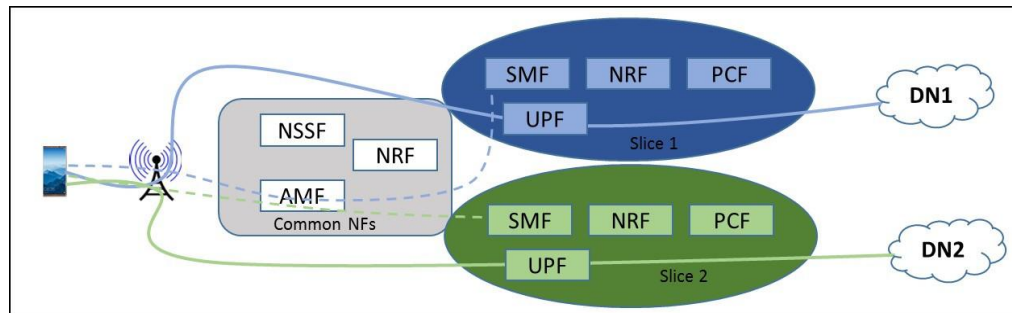 SMF NRF PCF
DN1
UPF
Slice 1
NSSF
NRF
AMF
Common NFs
SMF NRF PCF
UPF
Slice 2
DN2